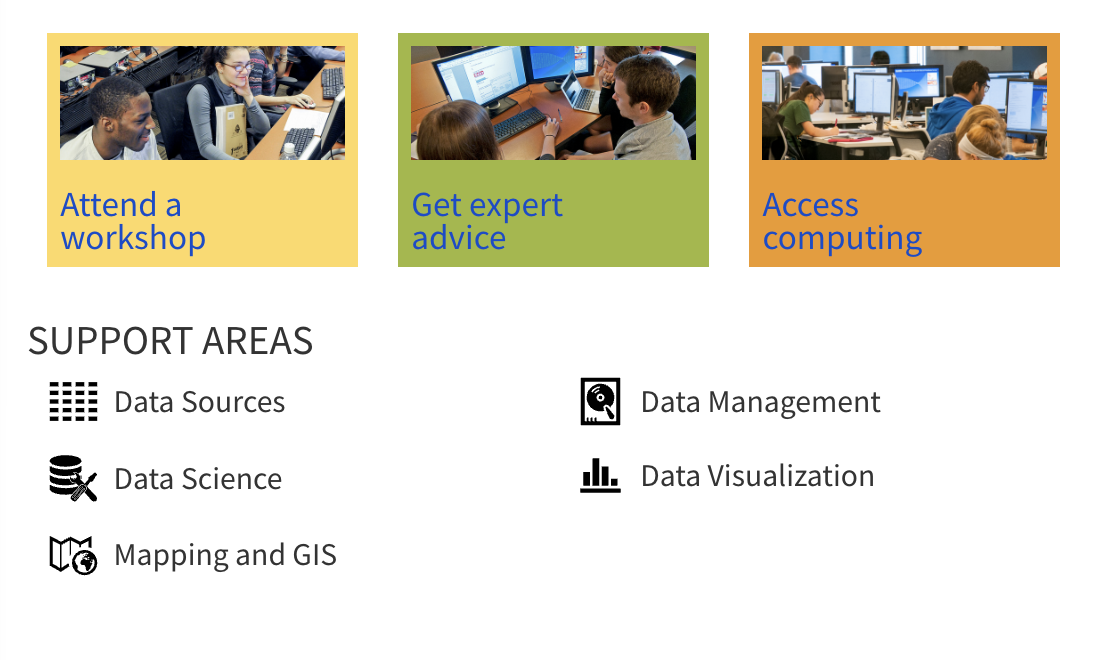 Attend a
workshop
Get expert
advice
Access
computing
SUPPORT AREAS
Data Sources
Data Management
Data Science
Data Visualization
Mapping and GIS